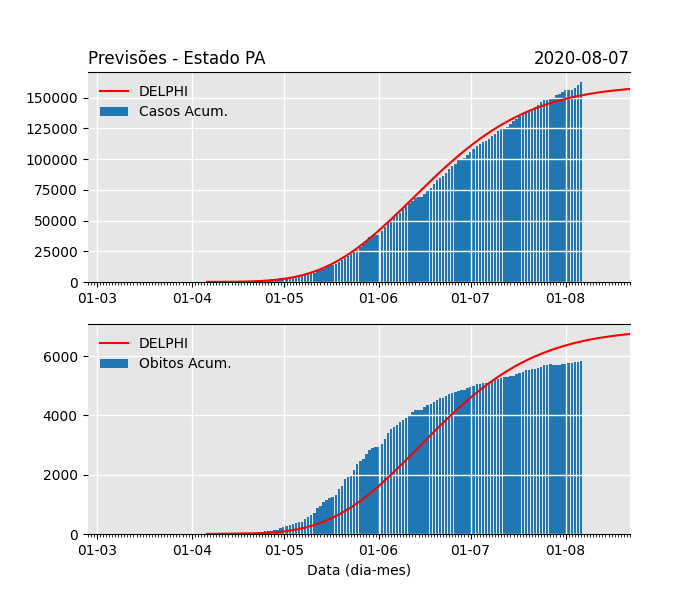 Previsões - Estado PA 2020-08-07
DELPHI
Casos Acum.
150000
125000
100000
75000
50000
25000
0
01-03 01-04 01-05 01-06 01-07 01-08
DELPHI
Obitos Acum.
6000
4000
2000
0
01-03 01-04 01-05 01-06 01-07 01-08
Data (dia-mes)